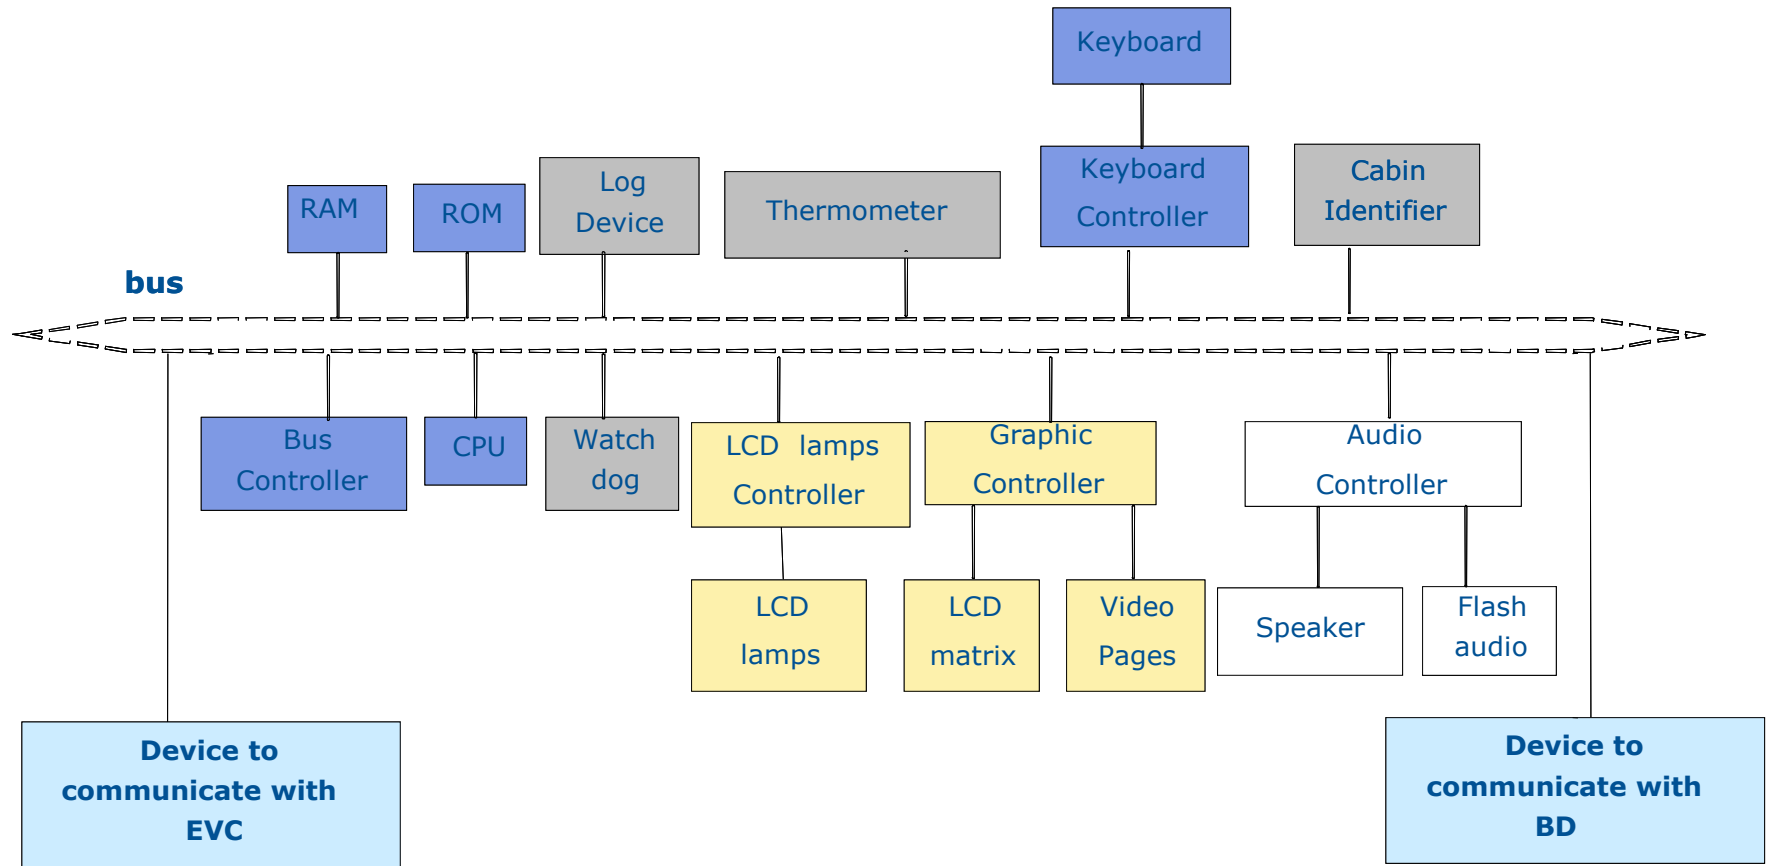 Keyboard
Keyboard
Controller
Cabin
Identifier
Log
Device
Thermometer
RAM
ROM
bus
Bus
Controller
CPU
Watch
dog
LCD lamps
Controller
Graphic
Controller
Audio
Controller
LCD
lamps
LCD
matrix
Video
Pages
Speaker
Flash
audio
Device to
communicate with
EVC
Device to
communicate with
BD